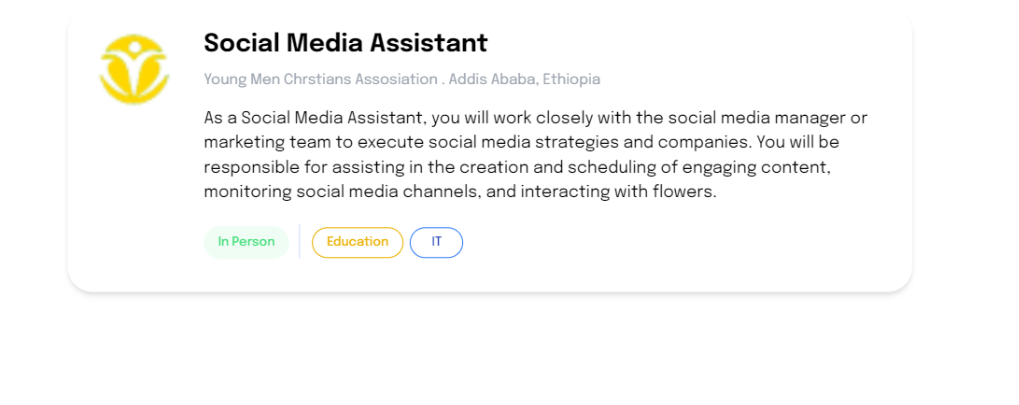 Social Media Assistant
Young Men Chrstians Assosiation . Addis Ababa, Ethiopia
As a Social Media Assistant, you will work closely with the social media manager or
marketing team to execute social media strategies and companies. You will be
responsible for assisting in the creation and scheduling of engaging content,
monitoring social media channels, and interacting with flowers.
In Person Education IT